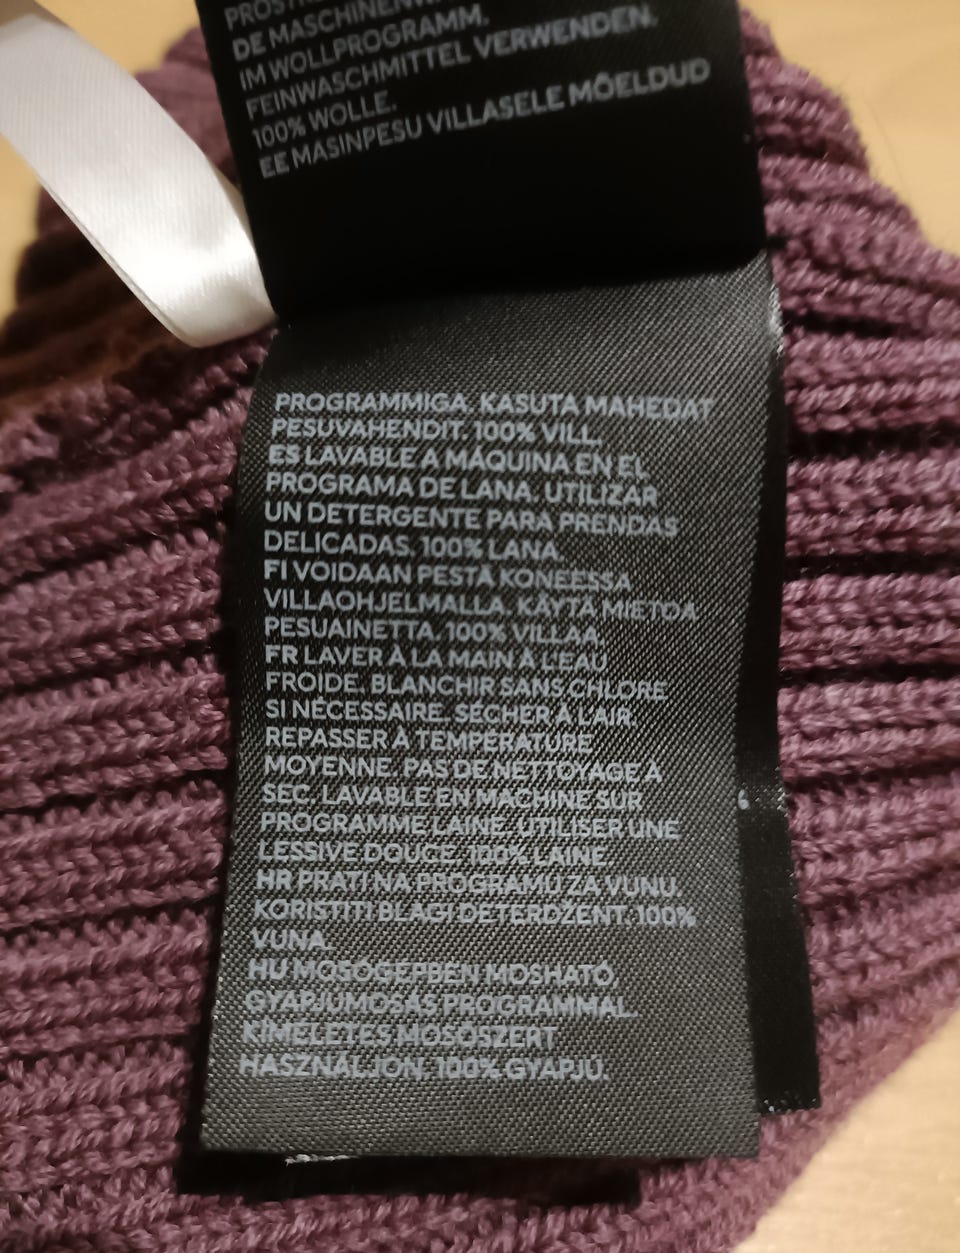 DE MASCHINENW
IM WOLLPROGRAMM.
FEINWASCHMITTEL VERWENDEN.
100% WOLLE.
EE MASINPESU VILLASELE MÕELDUD
PROGRAMMIGA. KASUTA MAHEDAT
PESUVAHENDIT. 100% VILL.
ES LAVABLE A MÁQUINA EN EL
PROGRAMA DE LANA. UTILIZAR
UN DETERGENTE PARA PRENDAS
DELICADAS. 100% LANA.
FI VOIDAAN PESTÄ KONEESSA
VILLAOHJELMALLA. KÄYTÄ MIETOA
PESUAINETTA. 100% VILLAA.
FR LAVER À LA MAIN À L'EAU
FROIDE. BLANCHIR SANS CHLORE
SI NÉCESSAIRE. SÉCHER À L'AIR.
REPASSER À TEMPÉRATURE
MOYENNE. PAS DE NETTOYAGE À
SEC. LAVABLE EN MACHINE SUR
PROGRAMME LAINE. UTILISER UNE
LESSIVE DOUCE. 100% LAINE
HR PRATI NA PROGRAMU ZA VUNU.
KORISTITI BLAGI DETERDŽENT. 100%
VUNA.
HU MOSÓGÉPBEN MOSHATÓ,
GYAPJÚMOSÁS PROGRAMMAL.
KÍMÉLETES MOSÓSZERT
HASZNÁLJON. 100% GYAPJÚ.